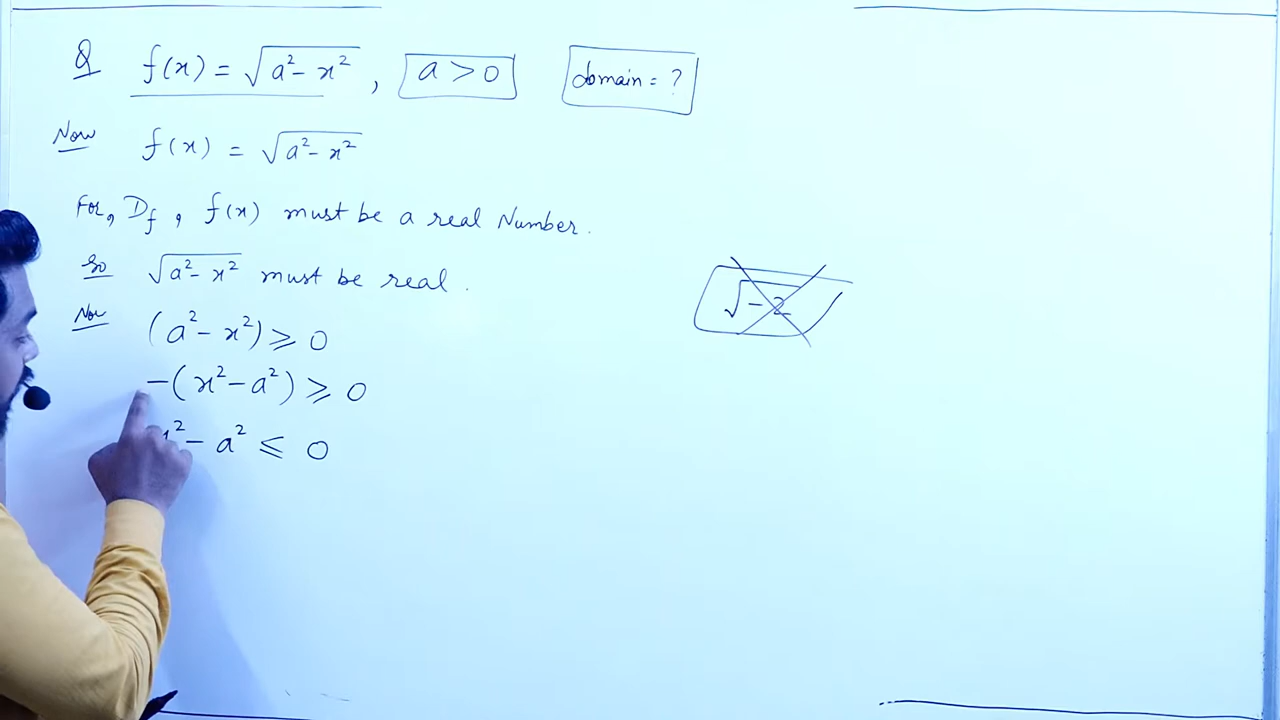 Q f(x) = √(a² - x²) , a > 0 domain = ?
Now f(x) = √(a² - x²)
For, D_f , f(x) must be a real Number.
So √(a² - x²) must be real.
Now (a² - x²) ≥ 0
√-2
-(x² - a²) ≥ 0
² - a² ≤ 0